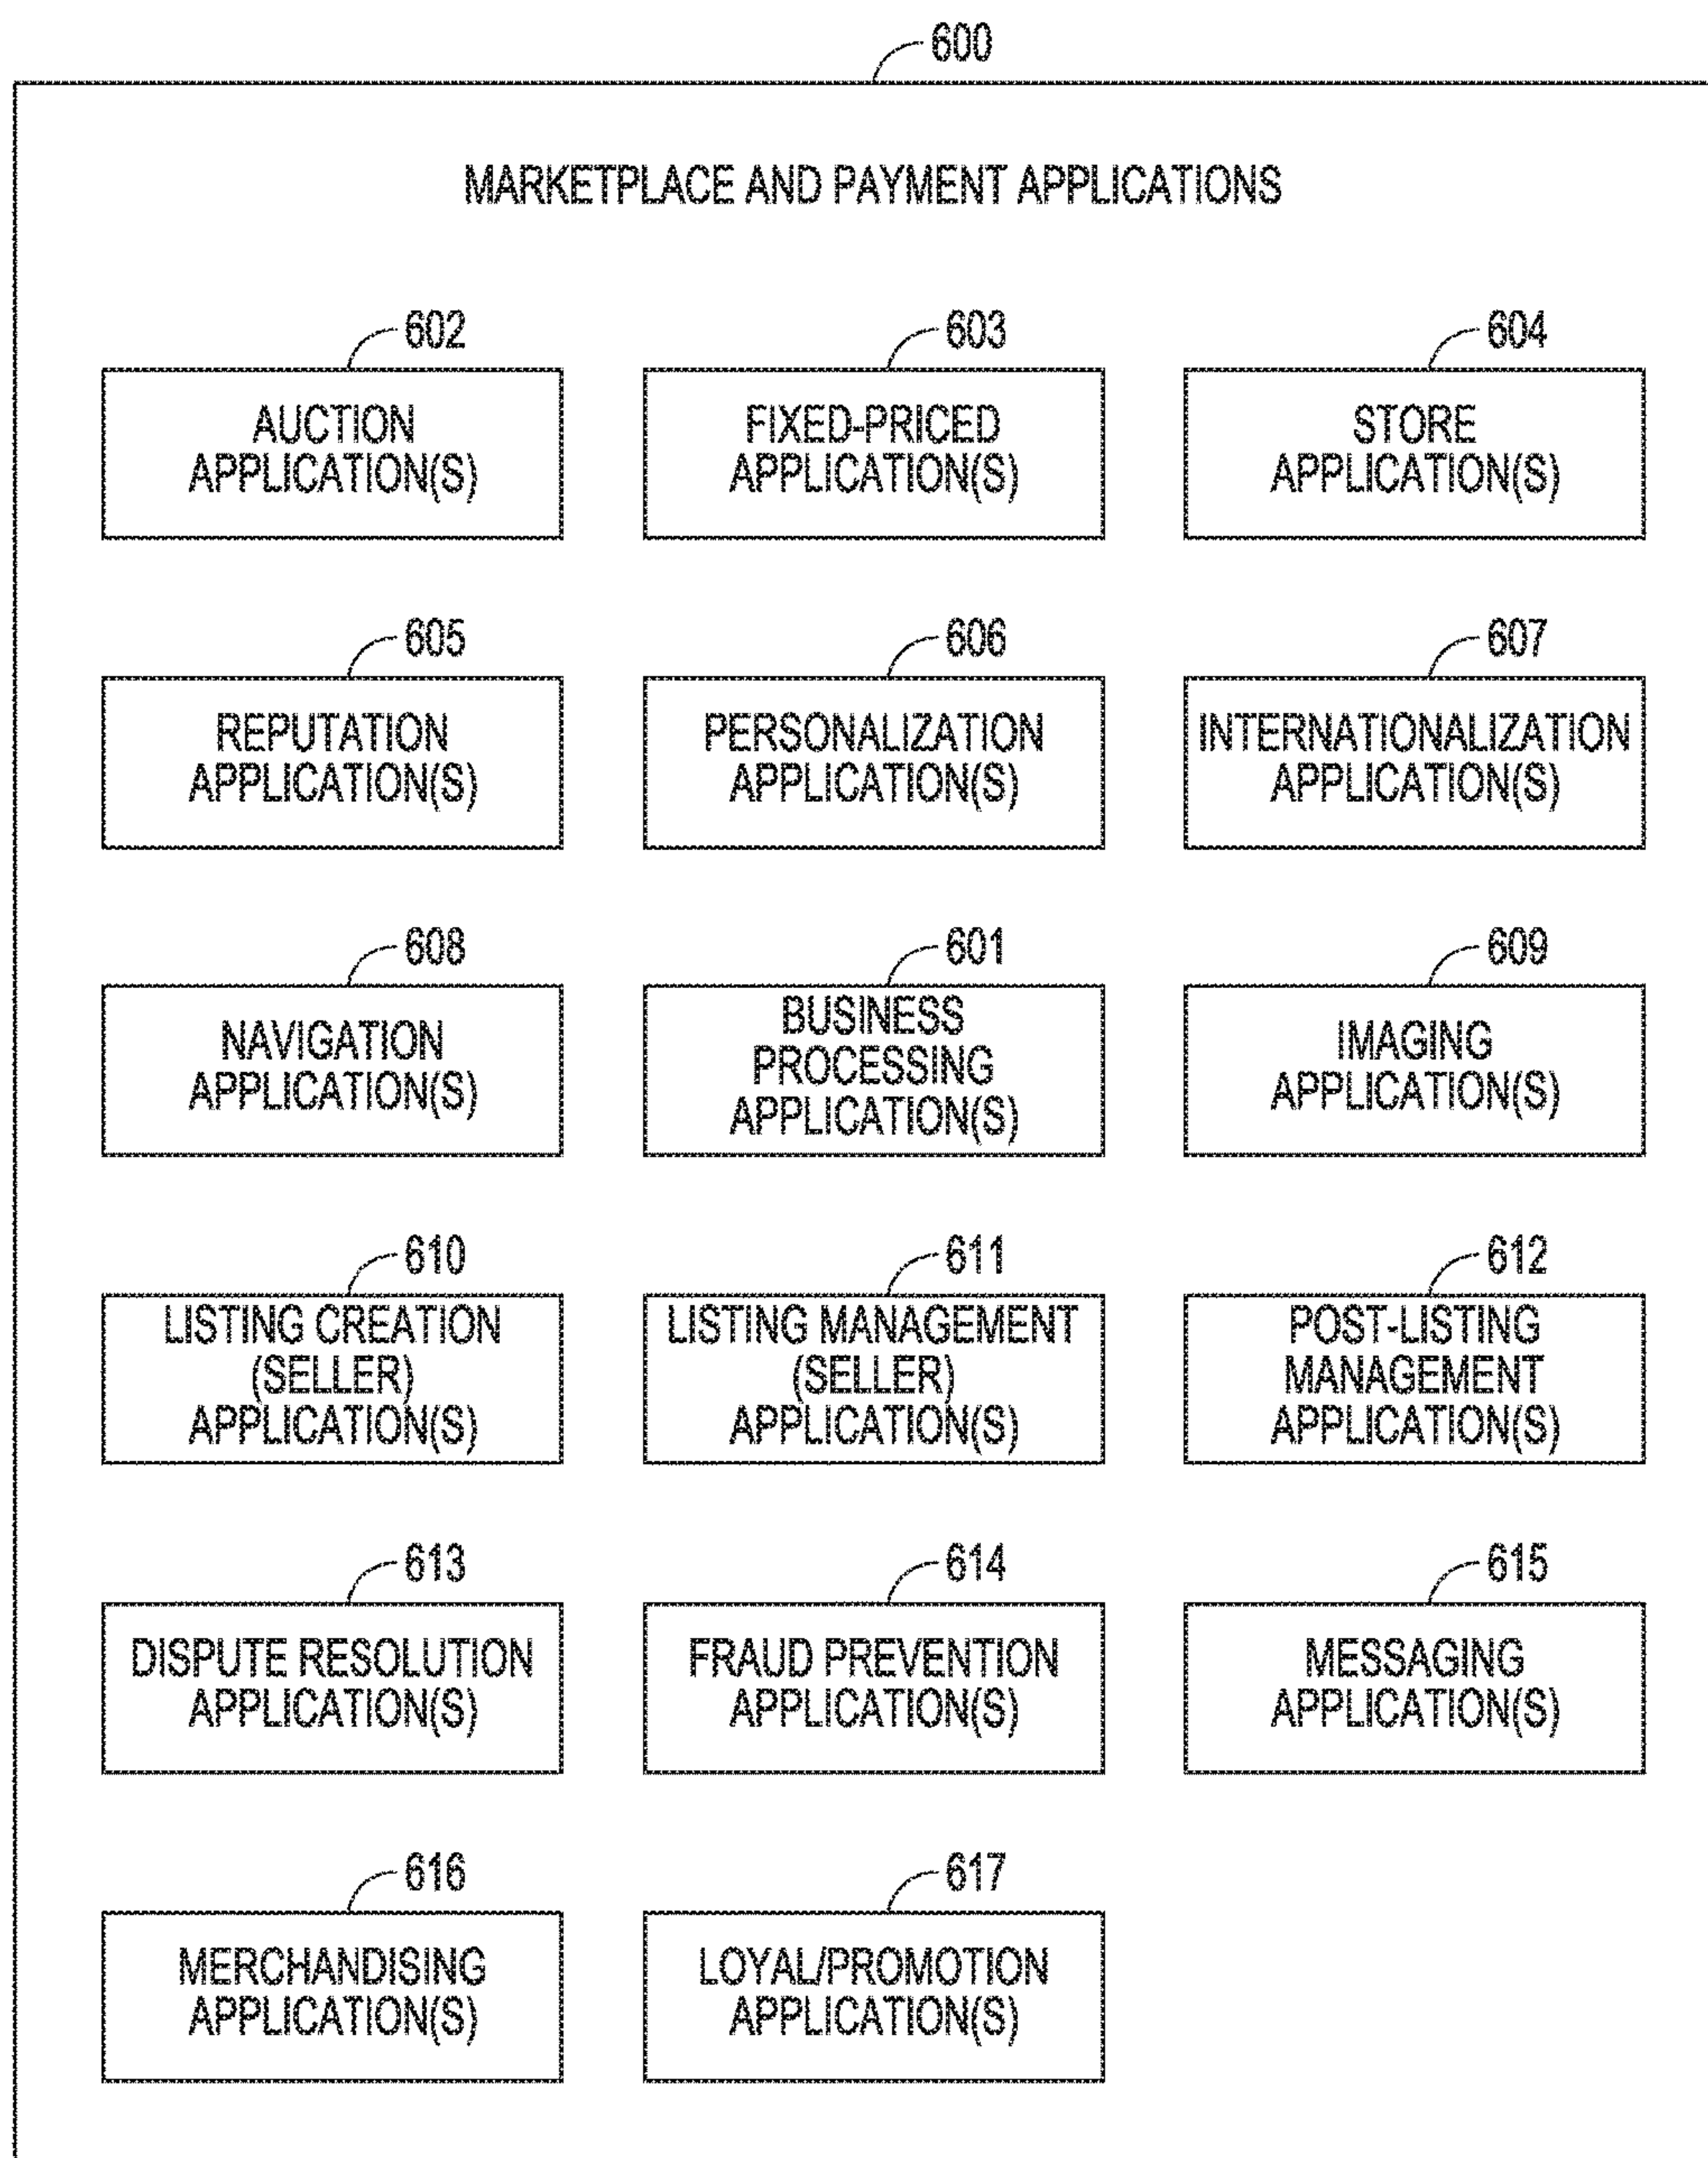 600
MARKETPLACE AND PAYMENT APPLICATIONS
602
AUCTION
APPLICATION(S)
603
FIXED-PRICED
APPLICATION(S)
604
STORE
APPLICATION(S)
605
REPUTATION
APPLICATION(S)
606
PERSONALIZATION
APPLICATION(S)
607
INTERNATIONALIZATION
APPLICATION(S)
608
NAVIGATION
APPLICATION(S)
601
BUSINESS
PROCESSING
APPLICATION(S)
609
IMAGING
APPLICATION(S)
610
LISTING CREATION
(SELLER)
APPLICATION(S)
611
LISTING MANAGEMENT
(SELLER)
APPLICATION(S)
612
POST-LISTING
MANAGEMENT
APPLICATION(S)
613
DISPUTE RESOLUTION
APPLICATION(S)
614
FRAUD PREVENTION
APPLICATION(S)
615
MESSAGING
APPLICATION(S)
616
MERCHANDISING
APPLICATION(S)
617
LOYAL/PROMOTION
APPLICATION(S)